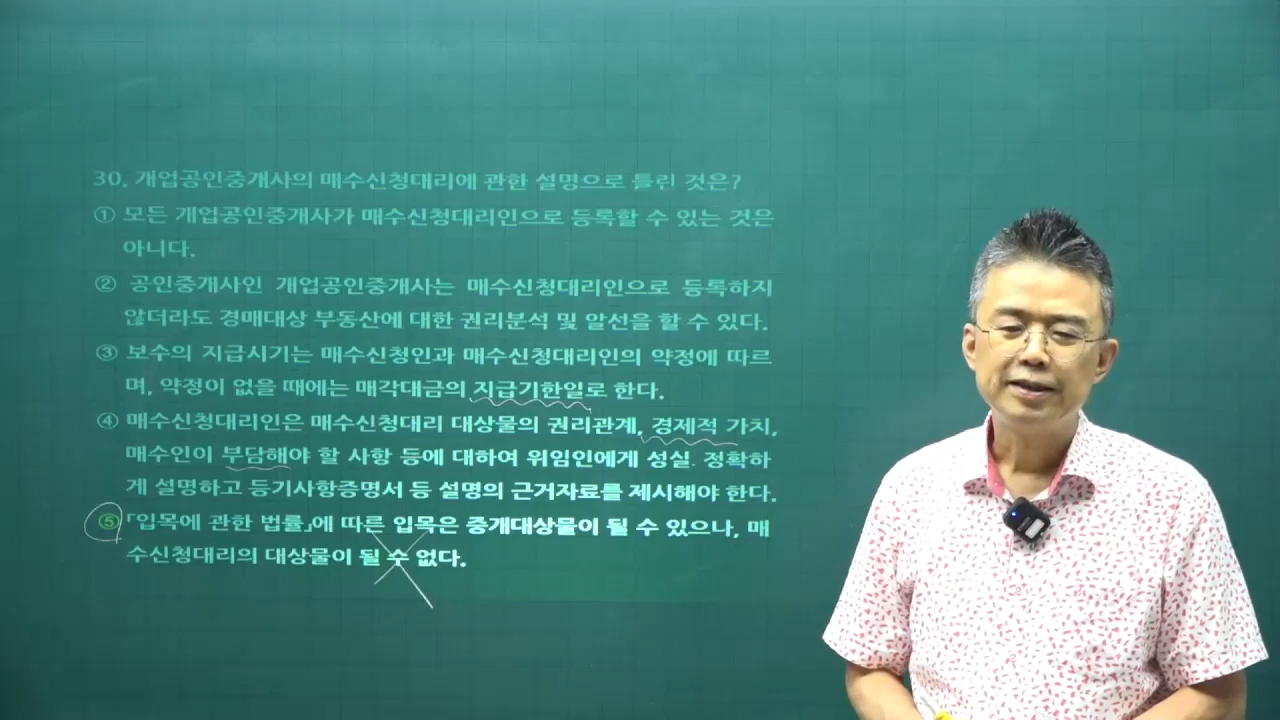 30. 개업공인중개사의 매수신청대리에 관한 설명으로 틀린 것은?
① 모든 개업공인중개사가 매수신청대리인으로 등록할 수 있는 것은
아니다.
② 공인중개사인 개업공인중개사는 매수신청대리인으로 등록하지
않더라도 경매대상 부동산에 대한 권리분석 및 알선을 할 수 있다.
③ 보수의 지급시기는 매수신청인과 매수신청대리인의 약정에 따르
며, 약정이 없을 때에는 매각대금의 지급기한일로 한다.
④ 매수신청대리인은 매수신청대리 대상물의 권리관계, 경제적 가치,
매수인이 부담해야 할 사항 등에 대하여 위임인에게 성실·정확하
게 설명하고 등기사항증명서 등 설명의 근거자료를 제시해야 한다.
⑤ 「입목에 관한 법률」에 따른 입목은 중개대상물이 될 수 있으나, 매
수신청대리의 대상물이 될 수 없다.